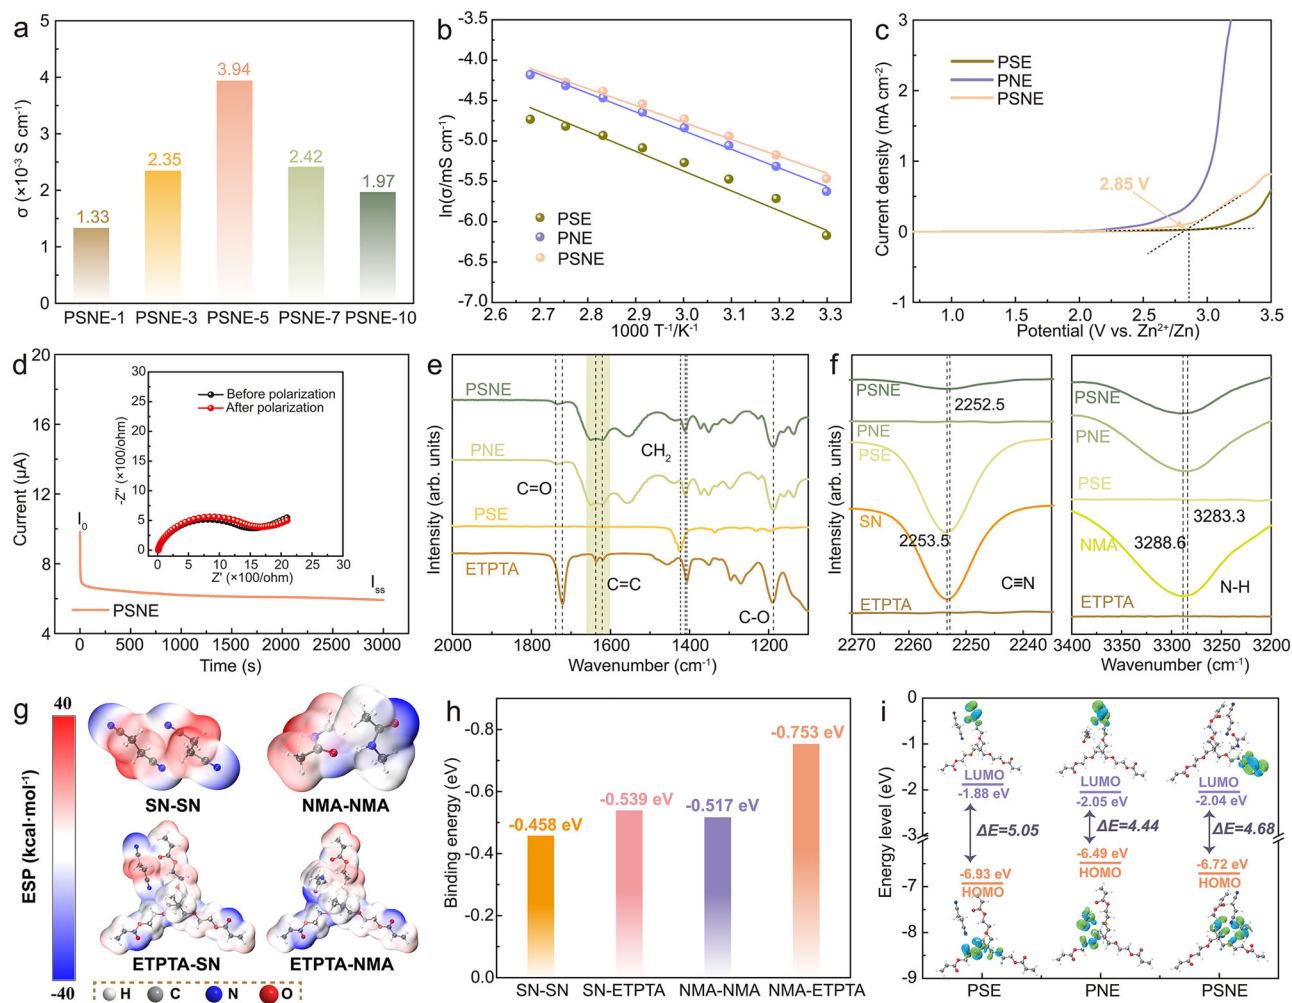 a
σ (×10⁻³ S cm⁻¹)
5
4
3
2
1
0
1.33
2.35
3.94
2.42
1.97
PSNE-1 PSNE-3 PSNE-5 PSNE-7 PSNE-10
b
ln(σ/mS cm⁻¹)
-3.5
-4.0
-4.5
-5.0
-5.5
-6.0
-6.5
-7.0
PSE
PNE
PSNE
2.6 2.7 2.8 2.9 3.0 3.1 3.2 3.3
1000 T⁻¹/K⁻¹
c
Current density (mA cm⁻²)
3
2
1
0
-1
PSE
PNE
PSNE
2.85 V
1.0 1.5 2.0 2.5 3.0 3.5
Potential (V vs. Zn²⁺/Zn)
d
Current (μA)
20
16
12
8
4
I₀
Iss
PSNE
0 500 1000 1500 2000 2500 3000
Time (s)
-Z'' (×100/ohm)
30
25
20
15
10
5
0
Before polarization
After polarization
0 5 10 15 20 25 30
Z' (×100/ohm)
e
Intensity (arb. units)
PSNE
PNE
PSE
ETPTA
C=O
CH₂
C=C
C-O
2000 1800 1600 1400 1200
Wavenumber (cm⁻¹)
f
Intensity (arb. units)
PSNE
2252.5
PNE
PSE
SN
2253.5
C≡N
ETPTA
2270 2260 2250 2240
Wavenumber (cm⁻¹)
PSNE
PNE
PSE
3283.3
NMA
3288.6
N-H
ETPTA
3400 3350 3300 3250 3200
Wavenumber (cm⁻¹)
g
40
ESP (kcal·mol⁻¹)
-40
SN-SN
NMA-NMA
ETPTA-SN
ETPTA-NMA
H C N O
h
Binding energy (eV)
-0.8
-0.6
-0.4
-0.2
0.0
-0.458 eV
-0.539 eV
-0.517 eV
-0.753 eV
SN-SN SN-ETPTA NMA-NMA NMA-ETPTA
i
Energy level (eV)
0
-1
-2
-3
-7
-8
-9
LUMO
-1.88 eV
ΔE=5.05
-6.93 eV
HOMO
LUMO
-2.05 eV
ΔE=4.44
-6.49 eV
HOMO
LUMO
-2.04 eV
ΔE=4.68
-6.72 eV
HOMO
PSE PNE PSNE